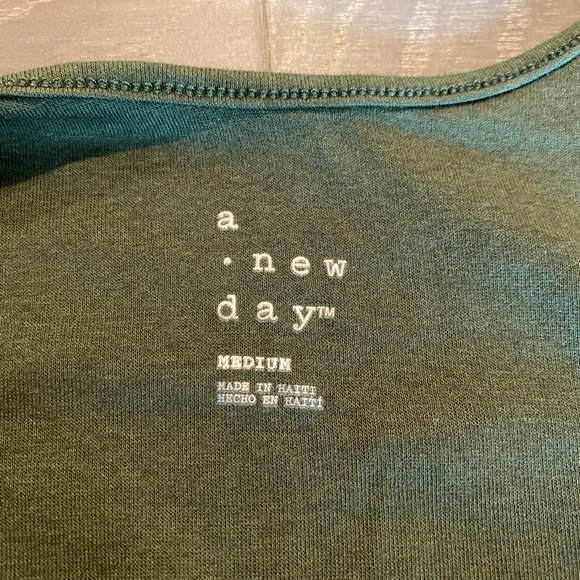 a
· new
day™
MEDIUM
MADE IN HAITI
HECHO EN HAITÍ